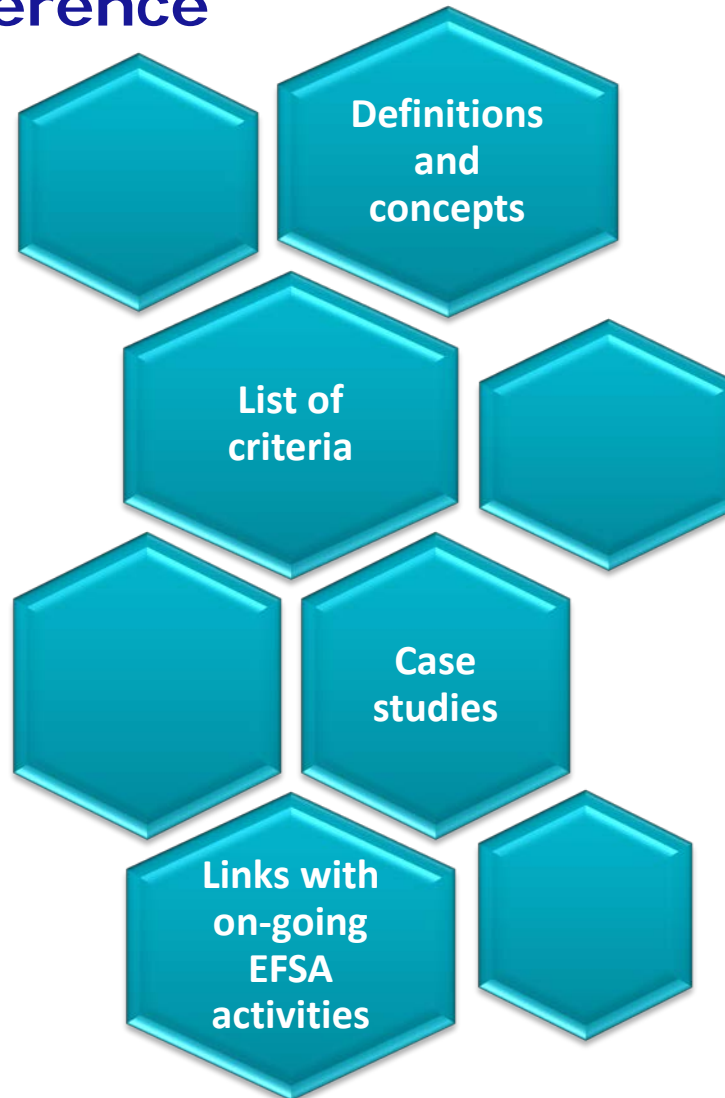 erence
Definitions
and
concepts
List of
criteria
Case
studies
Links with
on-going
EFSA
activities